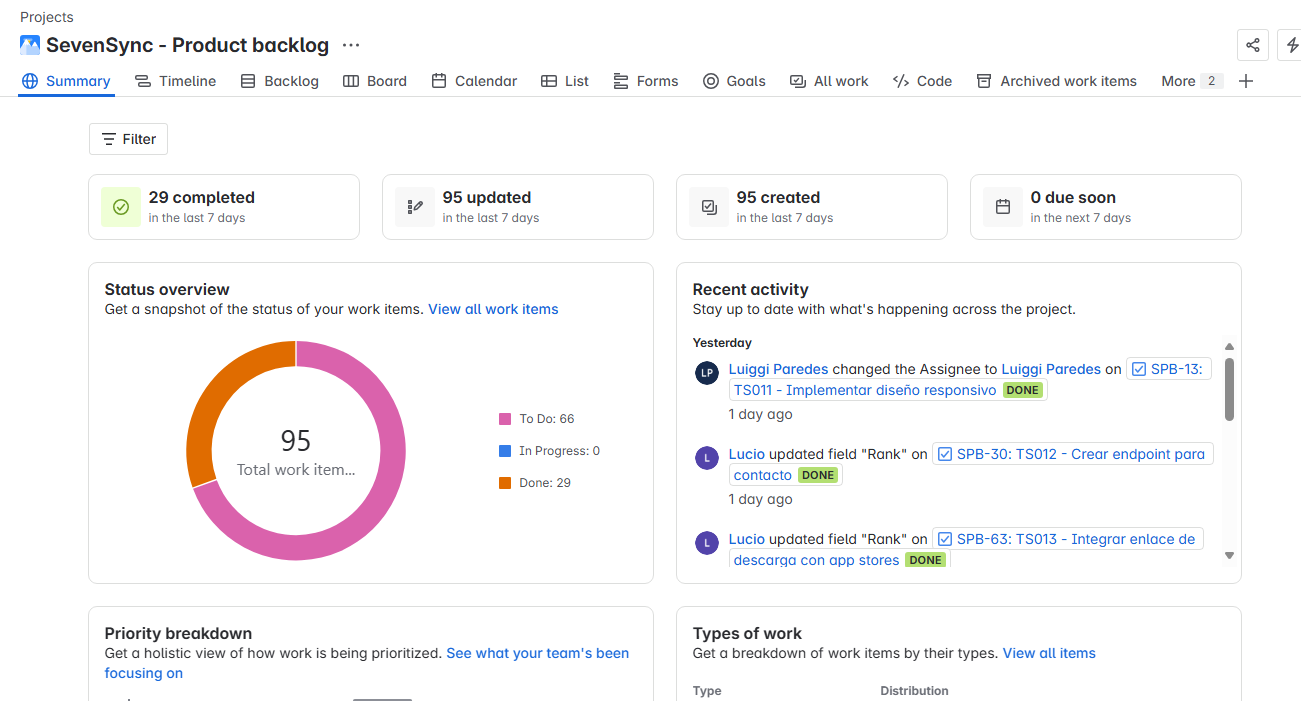 Projects
SevenSync - Product backlog
Summary Timeline Backlog Board Calendar List Forms Goals All work Code Archived work items More 2
Filter
29 completed
in the last 7 days
95 updated
in the last 7 days
95 created
in the last 7 days
0 due soon
in the next 7 days
Status overview
Get a snapshot of the status of your work items. View all work items
95
Total work item...
To Do: 66
In Progress: 0
Done: 29
Recent activity
Stay up to date with what's happening across the project.
Yesterday
LP
Luiggi Paredes changed the Assignee to Luiggi Paredes on SPB-13:
TS011 - Implementar diseño responsivo DONE
1 day ago
L
Lucio updated field "Rank" on SPB-30: TS012 - Crear endpoint para
contacto DONE
1 day ago
L
Lucio updated field "Rank" on SPB-63: TS013 - Integrar enlace de
descarga con app stores DONE
Priority breakdown
Get a holistic view of how work is being prioritized. See what your team's been
focusing on
Types of work
Get a breakdown of work items by their types. View all items
Type Distribution